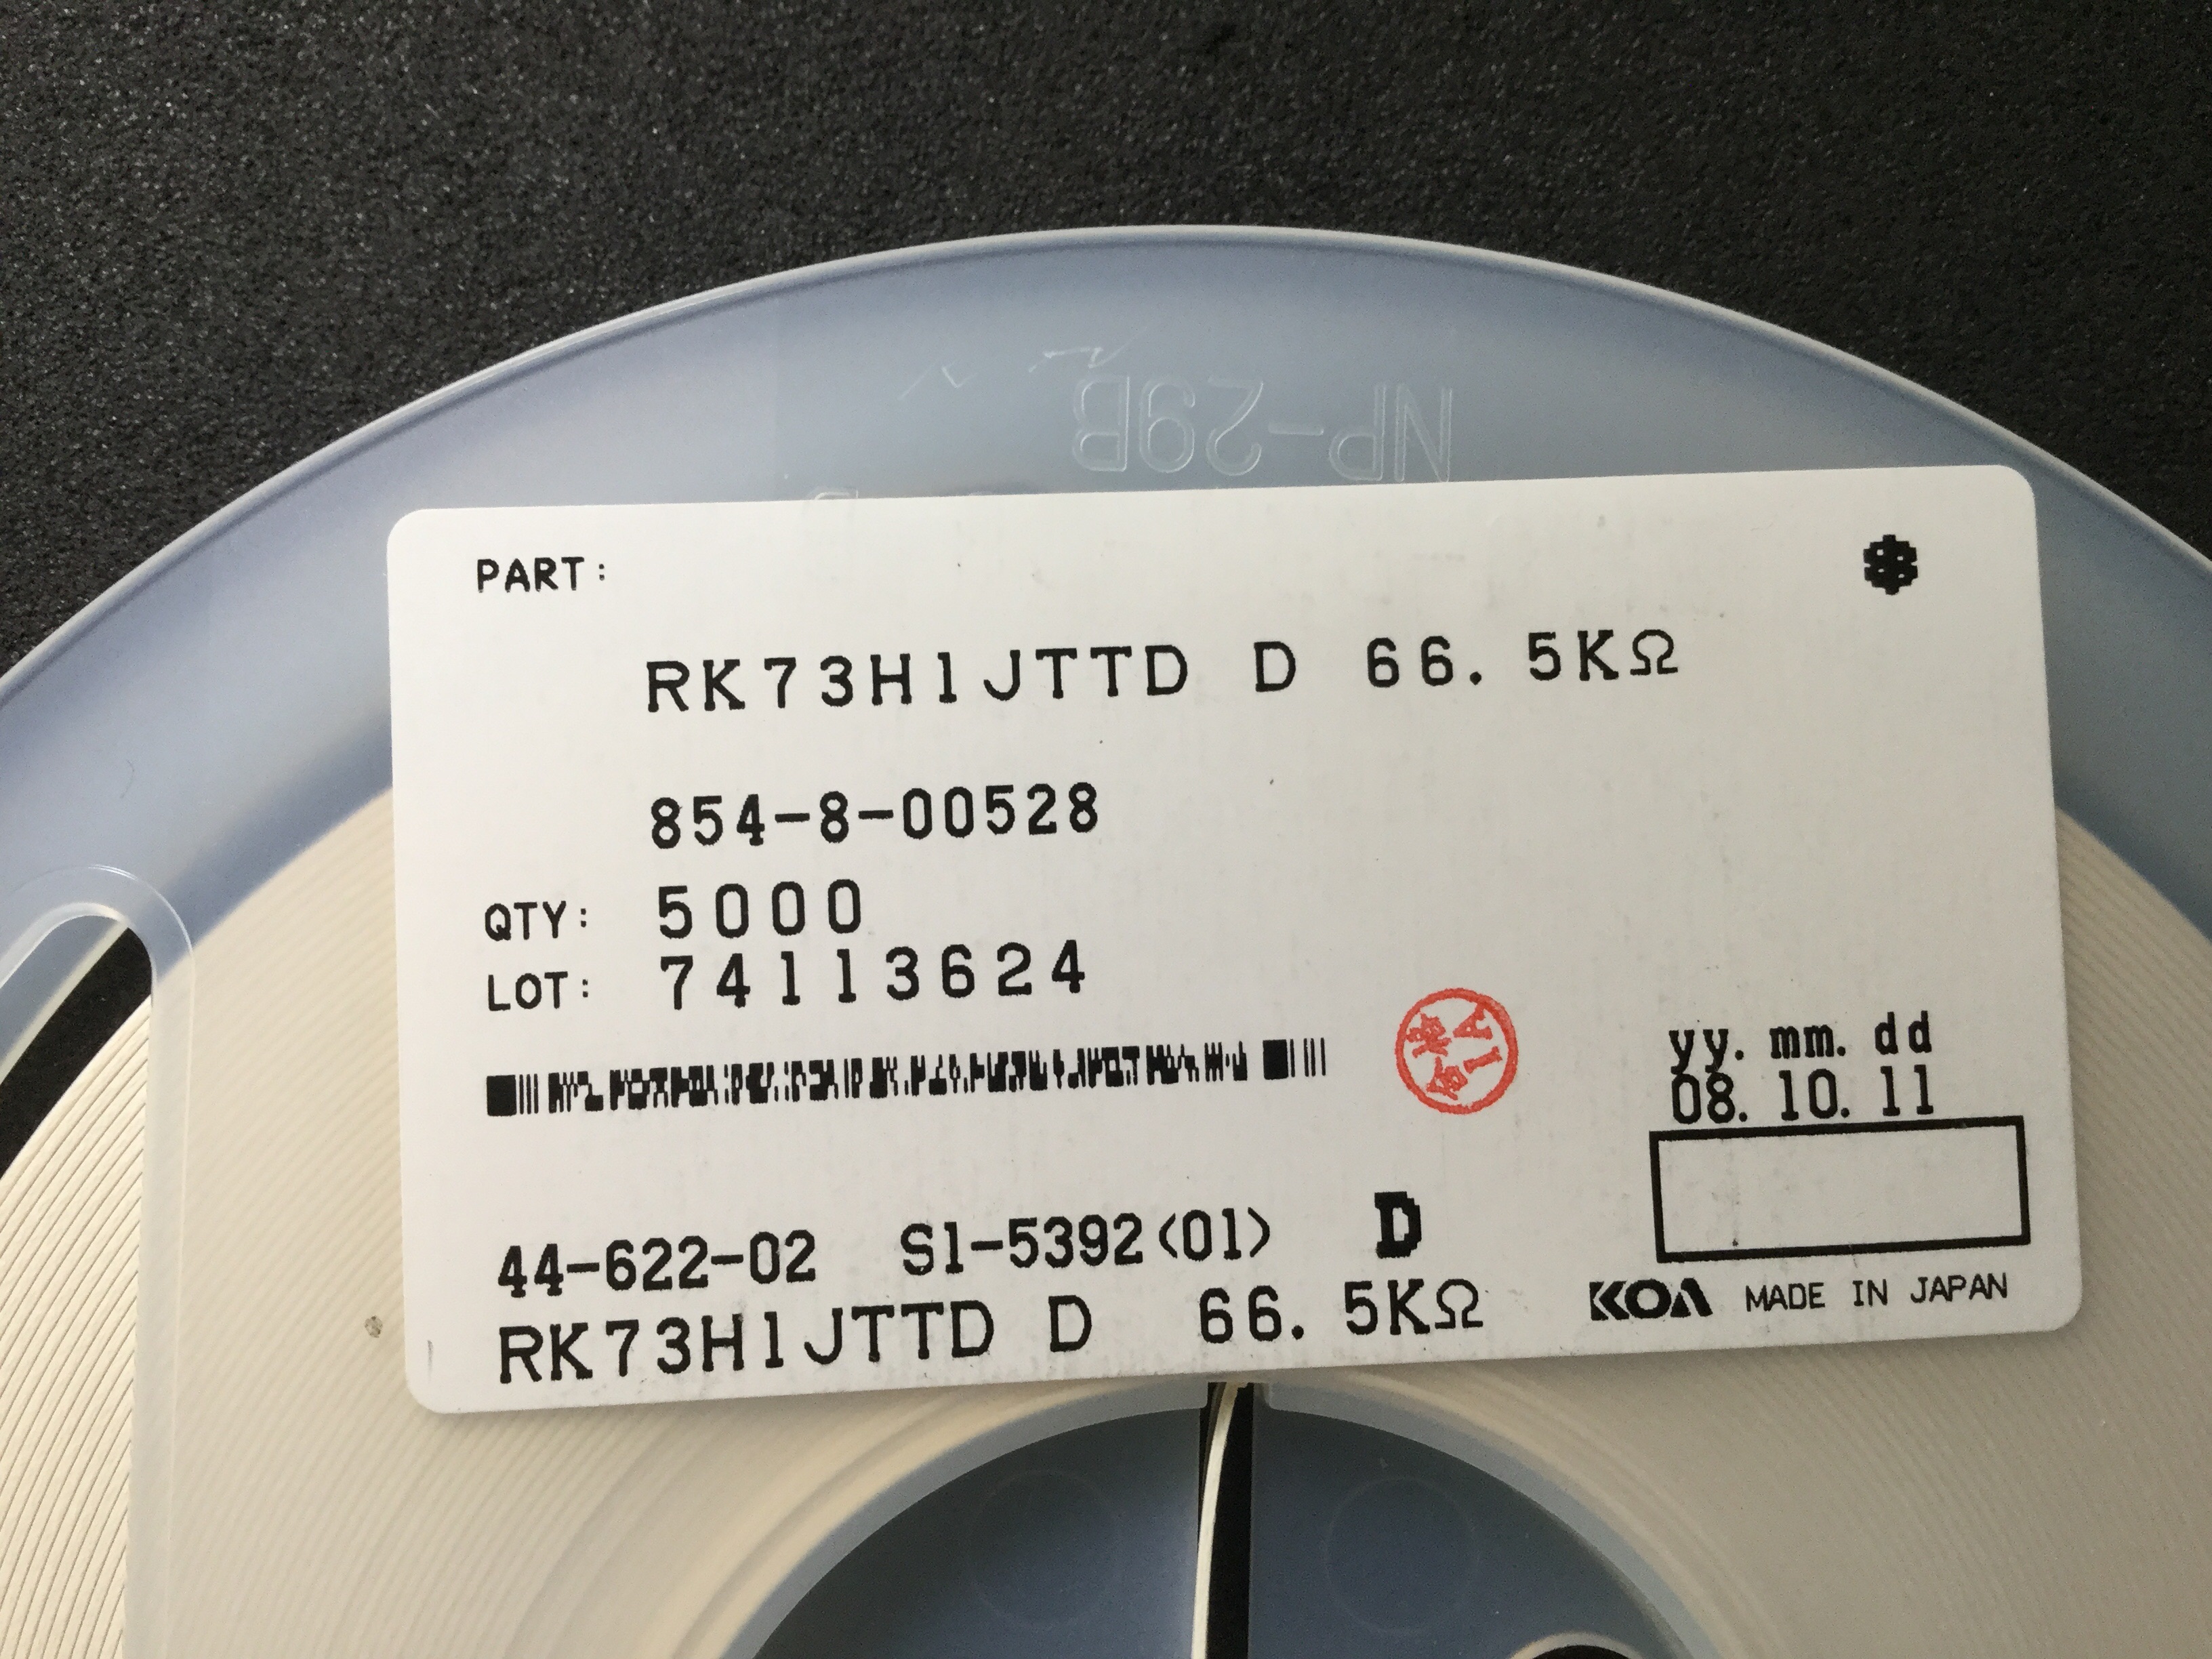 NP-29B
PART:
RK73H1JTTD D 66.5KΩ
854-8-00528
QTY: 5000
LOT: 74113624
yy. mm. dd
08. 10. 11
44-622-02 S1-5392<01> D
RK73H1JTTD D 66.5KΩ
KOA MADE IN JAPAN